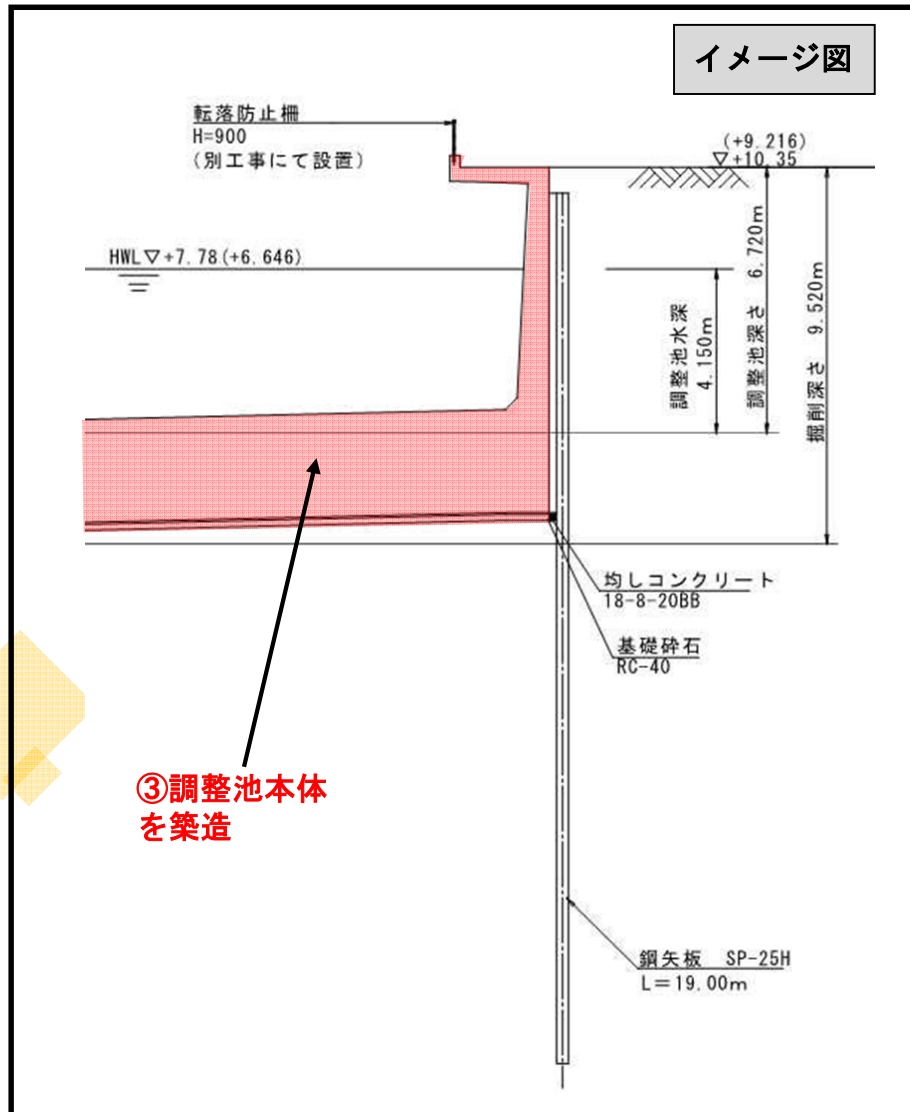 イメージ図
転落防止柵
H=900
(別工事にて設置)
(+9.216)
▽+10.35
HWL▽+7.78(+6.646)
調整池水深
4.150m
調整池深さ 6.720m
掘削深さ 9.520m
均しコンクリート
18-8-20BB
基礎砕石
RC-40
③調整池本体
を築造
鋼矢板 SP-25H
L=19.00m